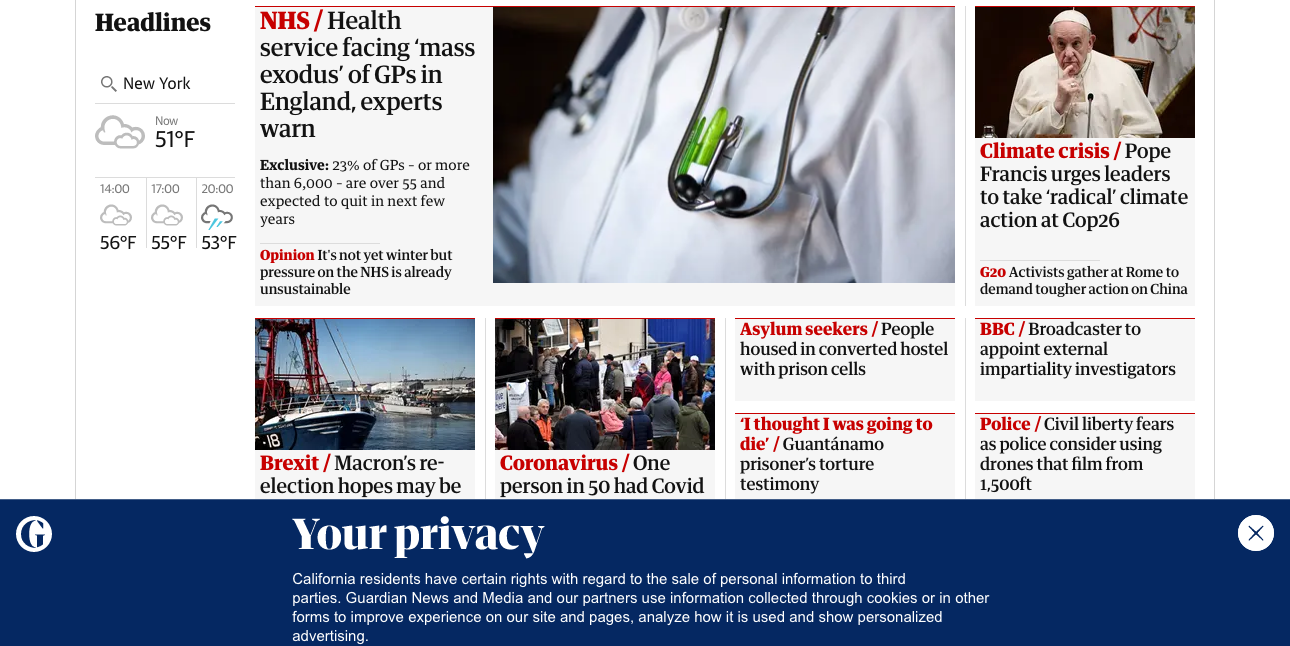 Headlines
New York
Now
51°F
14:00
17:00
20:00
56°F
55°F
53°F
NHS / Health
service facing ‘mass
exodus’ of GPs in
England, experts
warn
Exclusive: 23% of GPs – or more
than 6,000 – are over 55 and
expected to quit in next few
years
Opinion It's not yet winter but
pressure on the NHS is already
unsustainable
Climate crisis / Pope
Francis urges leaders
to take ‘radical’ climate
action at Cop26
G20 Activists gather at Rome to
demand tougher action on China
-18
Brexit / Macron’s re-
election hopes may be
Coronavirus / One
person in 50 had Covid
Asylum seekers / People
housed in converted hostel
with prison cells
‘I thought I was going to
die’ / Guantánamo
prisoner’s torture
testimony
BBC / Broadcaster to
appoint external
impartiality investigators
Police / Civil liberty fears
as police consider using
drones that film from
1,500ft
G
Your privacy
California residents have certain rights with regard to the sale of personal information to third
parties. Guardian News and Media and our partners use information collected through cookies or in other
forms to improve experience on our site and pages, analyze how it is used and show personalized
advertising.